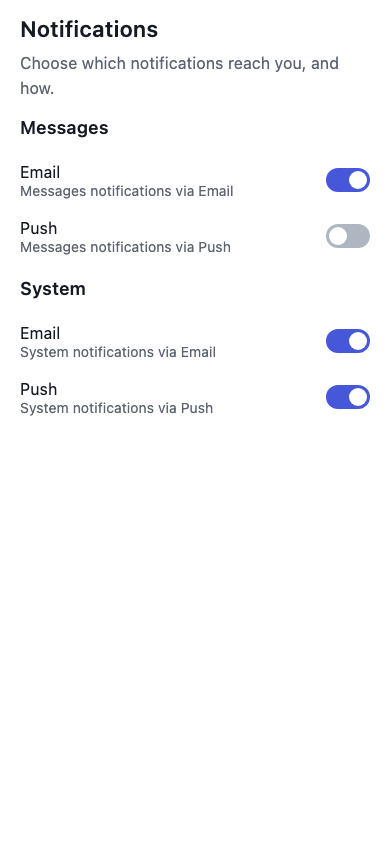 Notifications
Choose which notifications reach you, and
how.
Messages
Email
Messages notifications via Email
Push
Messages notifications via Push
System
Email
System notifications via Email
Push
System notifications via Push